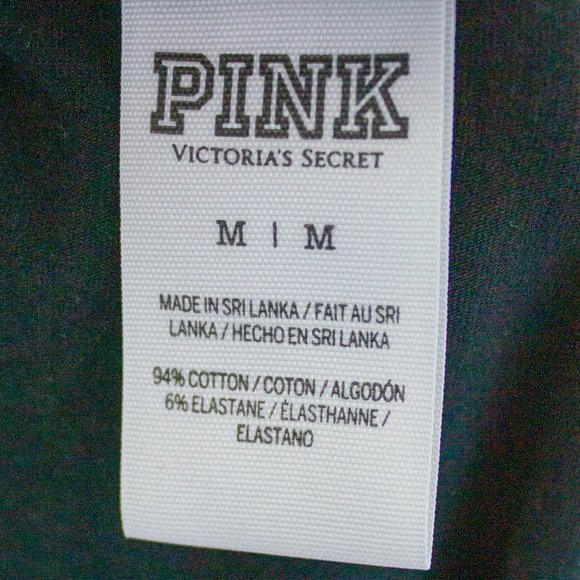 PINK
VICTORIA'S SECRET
M | M
MADE IN SRI LANKA / FAIT AU SRI
LANKA / HECHO EN SRI LANKA
94% COTTON / COTON / ALGODÓN
6% ELASTANE / ÉLASTHANNE /
ELASTANO